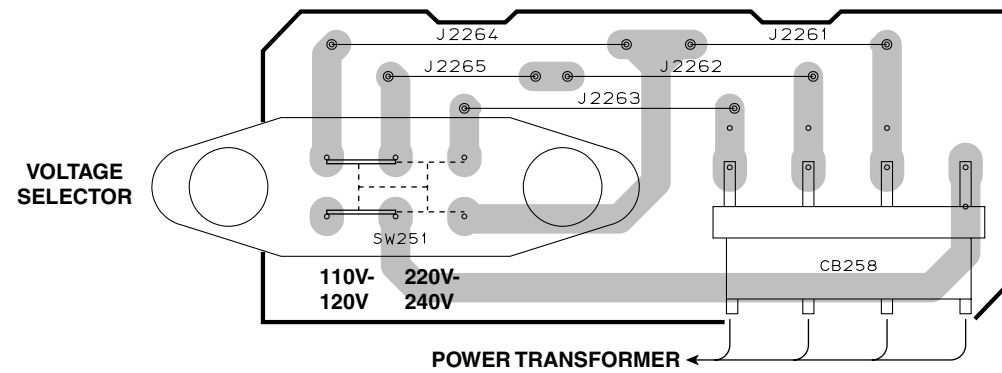 J2264
J2261
J2265
J2262
J2263
VOLTAGE
SELECTOR
SW251
CB258
110V- 220V-
120V 240V
POWER TRANSFORMER